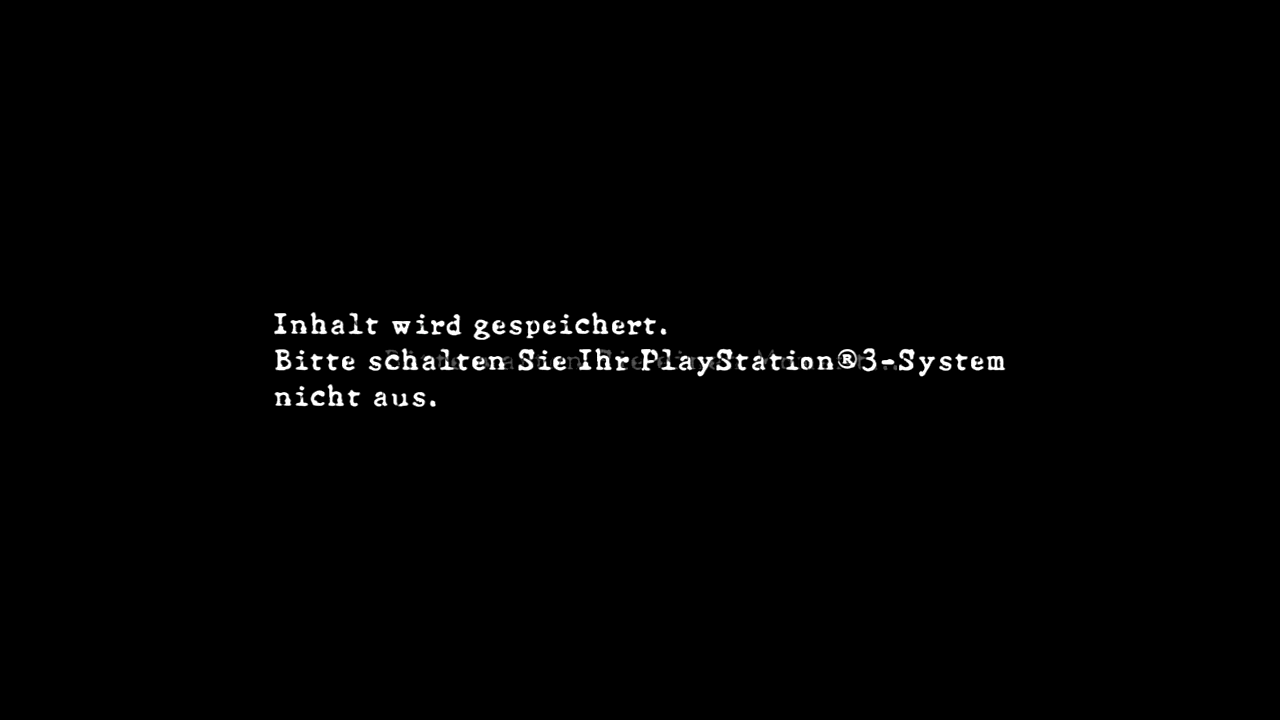 Inhalt wird gespeichert.
Bitte schalten Sie Ihr PlayStation®3-System
nicht aus.